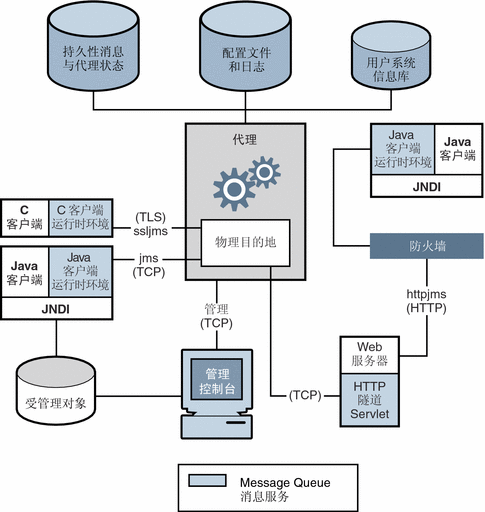 持久性消息
与代理状态
配置文件
和日志
用户系统
信息库
代理
Java
客户端
运行时环境
Java
客户端
JNDI
C
客户端
C 客户端
运行时环境
(TLS)
ssljms
物理目的地
防火墙
Java
客户端
Java
客户端
运行时环境
JNDI
jms
(TCP)
管理
(TCP)
httpjms
(HTTP)
Web
服务器
HTTP
隧道
Servlet
管理
控制台
(TCP)
受管理对象
Message Queue
消息服务